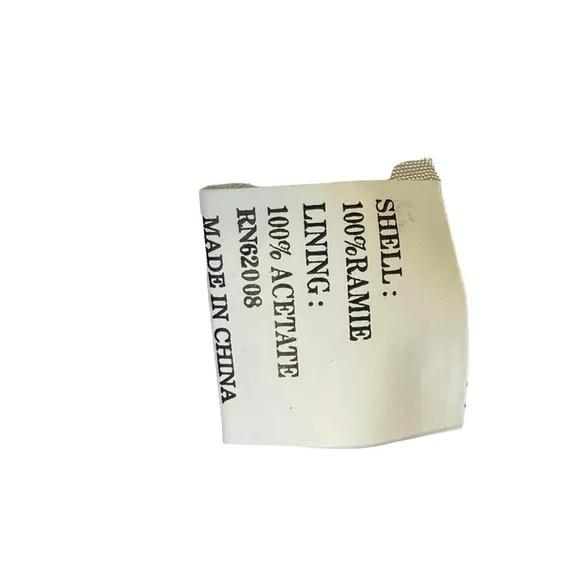 SHELL :
100%RAMIE
LINING :
100% ACETATE
RN62008
MADE IN CHINA